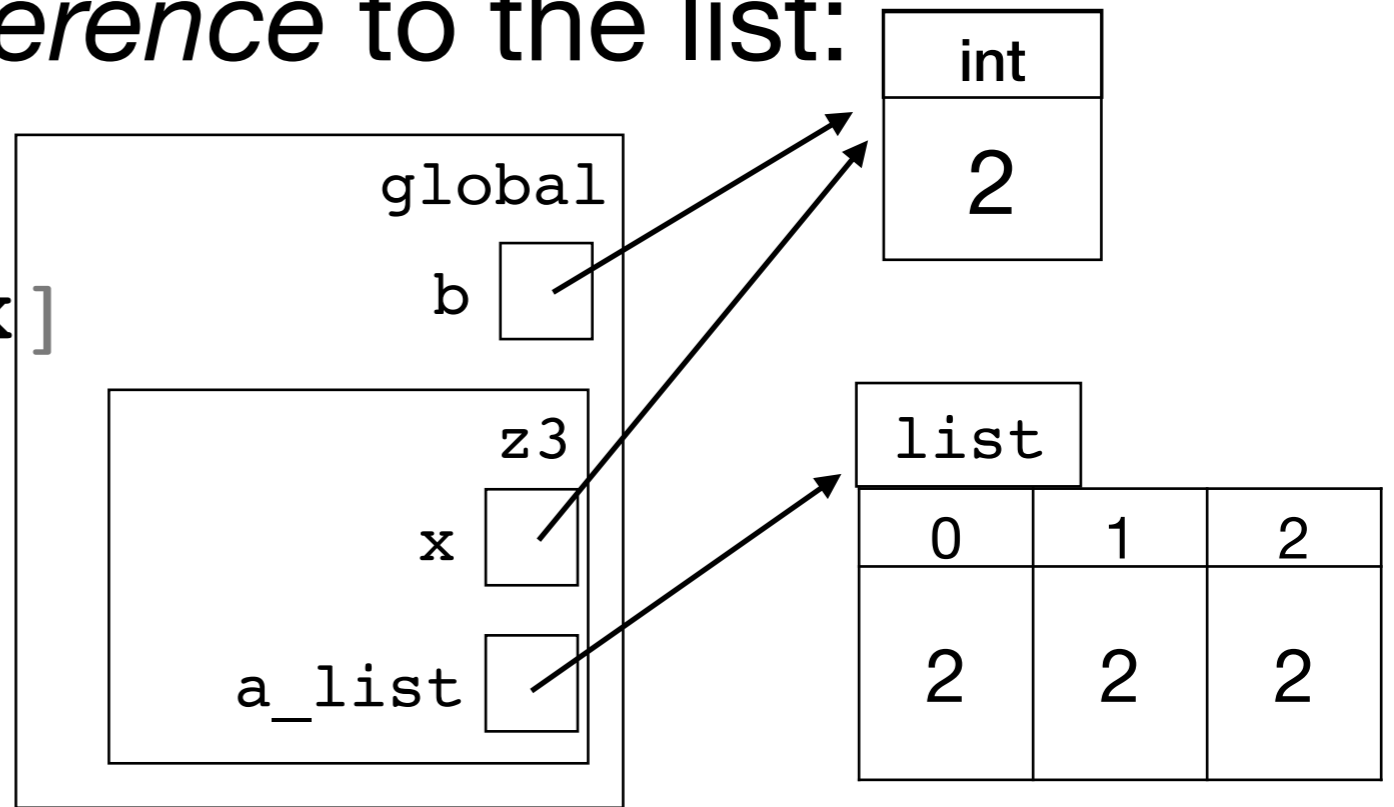 erence to the list:
int
2
global
b
x]
z3
x
a_list
list
0 1 2
2 2 2